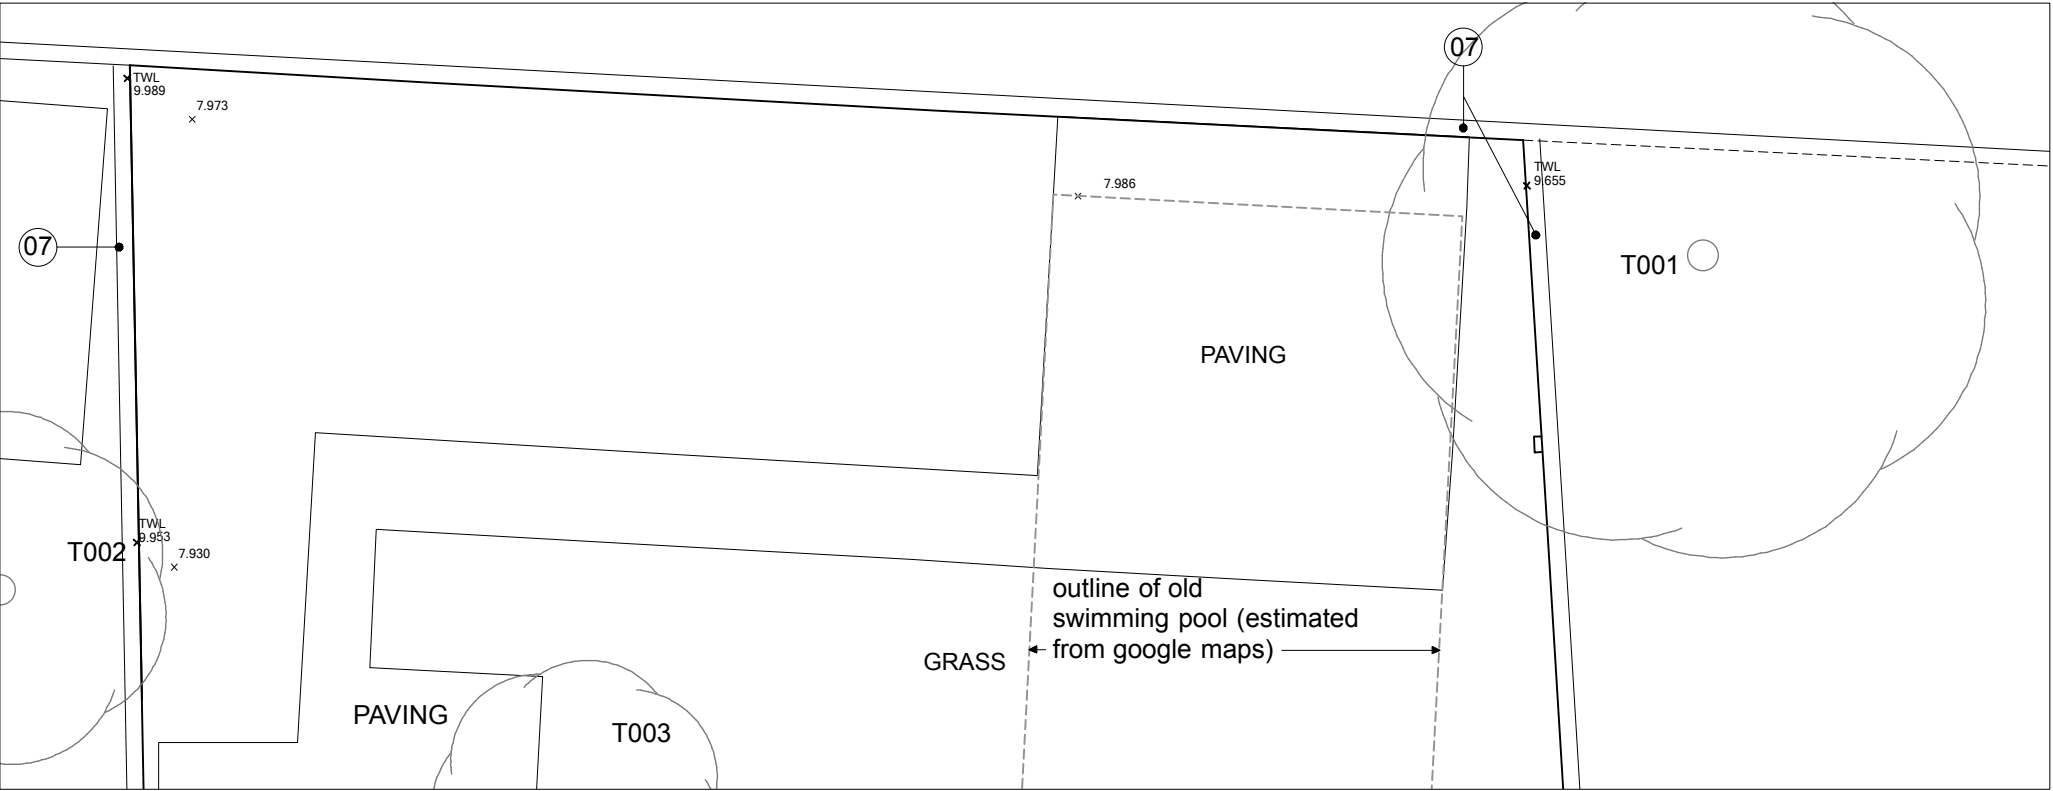 07
TWL
9.989
7.973
7.986
TWL
9.655
07
T001
PAVING
TWL
9.953
T002
7.930
outline of old
swimming pool (estimated
from google maps)
GRASS
PAVING
T003